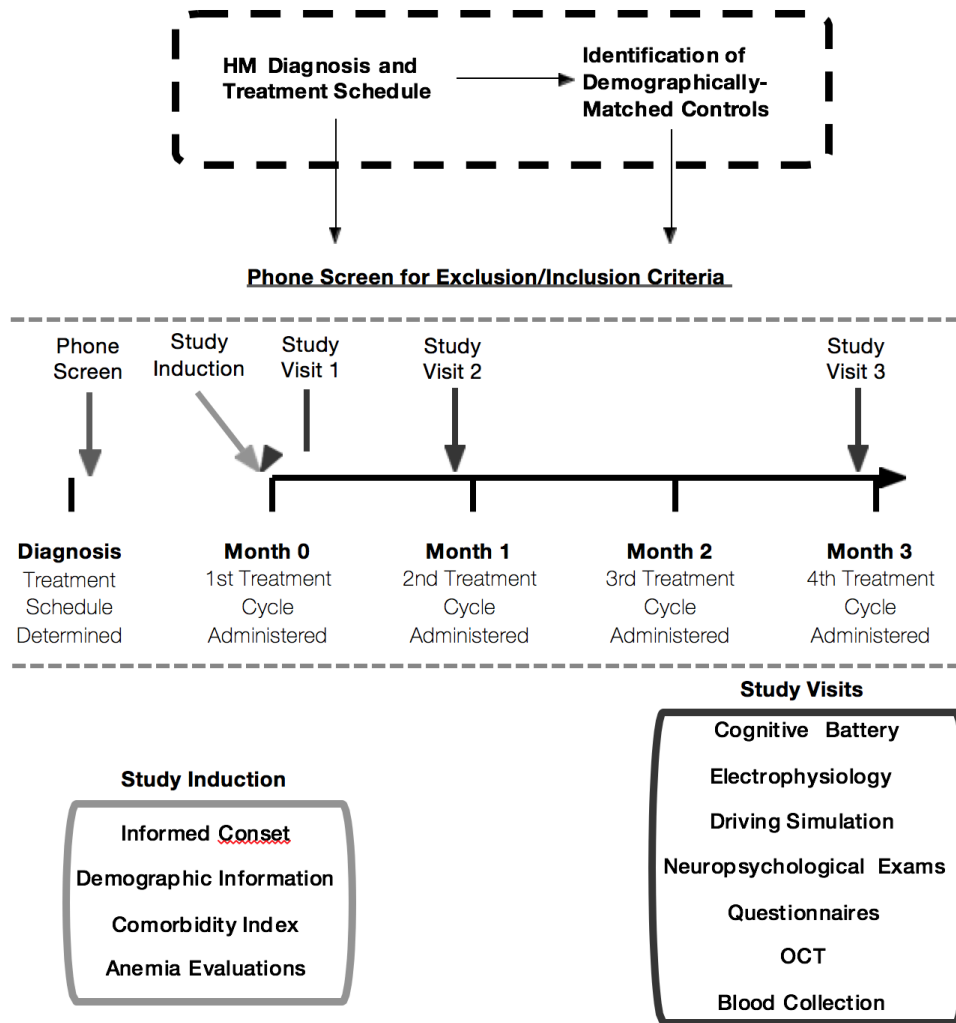 HM Diagnosis and
Treatment Schedule
Identification of
Demographically-
Matched Controls
Phone Screen for Exclusion/Inclusion Criteria
Phone
Screen
Study
Induction
Study
Visit 1
Study
Visit 2
Study
Visit 3
Diagnosis
Treatment
Schedule
Determined
Month 0
1st Treatment
Cycle
Administered
Month 1
2nd Treatment
Cycle
Administered
Month 2
3rd Treatment
Cycle
Administered
Month 3
4th Treatment
Cycle
Administered
Study Induction
Informed Conset
Demographic Information
Comorbidity Index
Anemia Evaluations
Study Visits
Cognitive Battery
Electrophysiology
Driving Simulation
Neuropsychological Exams
Questionnaires
OCT
Blood Collection